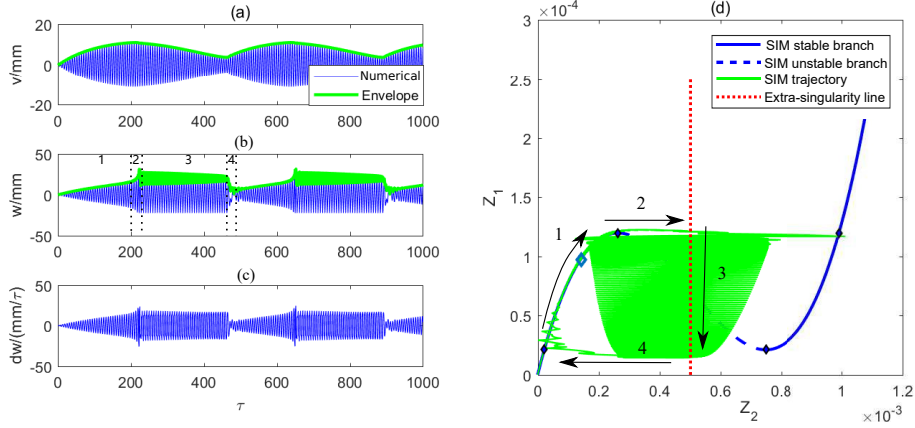 (a)
v/mm
20
0
-20
Numerical
Envelope
0 200 400 600 800 1000
(b)
w/mm
50
0
-50
1 2 3 4
0 200 400 600 800 1000
(c)
dw/(mm/τ)
50
0
-50
0 200 400 600 800 1000
τ
(d)
×10⁻⁴
Z₁
3
2.5
2
1.5
1
0.5
0
SIM stable branch
SIM unstable branch
SIM trajectory
Extra-singularity line
1
2
3
4
0 0.2 0.4 0.6 0.8 1 1.2
Z₂
×10⁻³